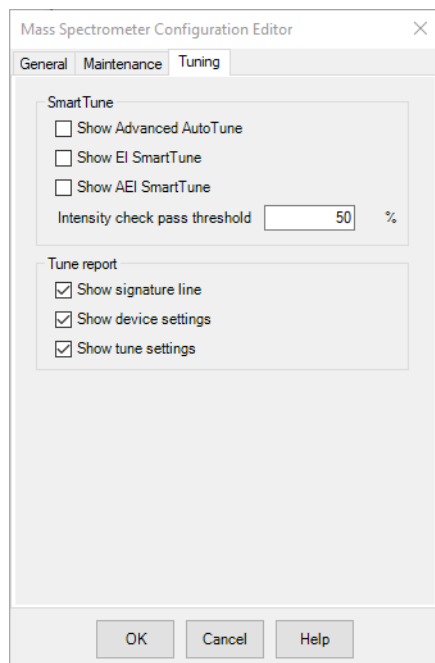 Mass Spectrometer Configuration Editor
General Maintenance Tuning
SmartTune
Show Advanced AutoTune
Show EI SmartTune
Show AEI SmartTune
Intensity check pass threshold 50 %
Tune report
Show signature line
Show device settings
Show tune settings
OK Cancel Help